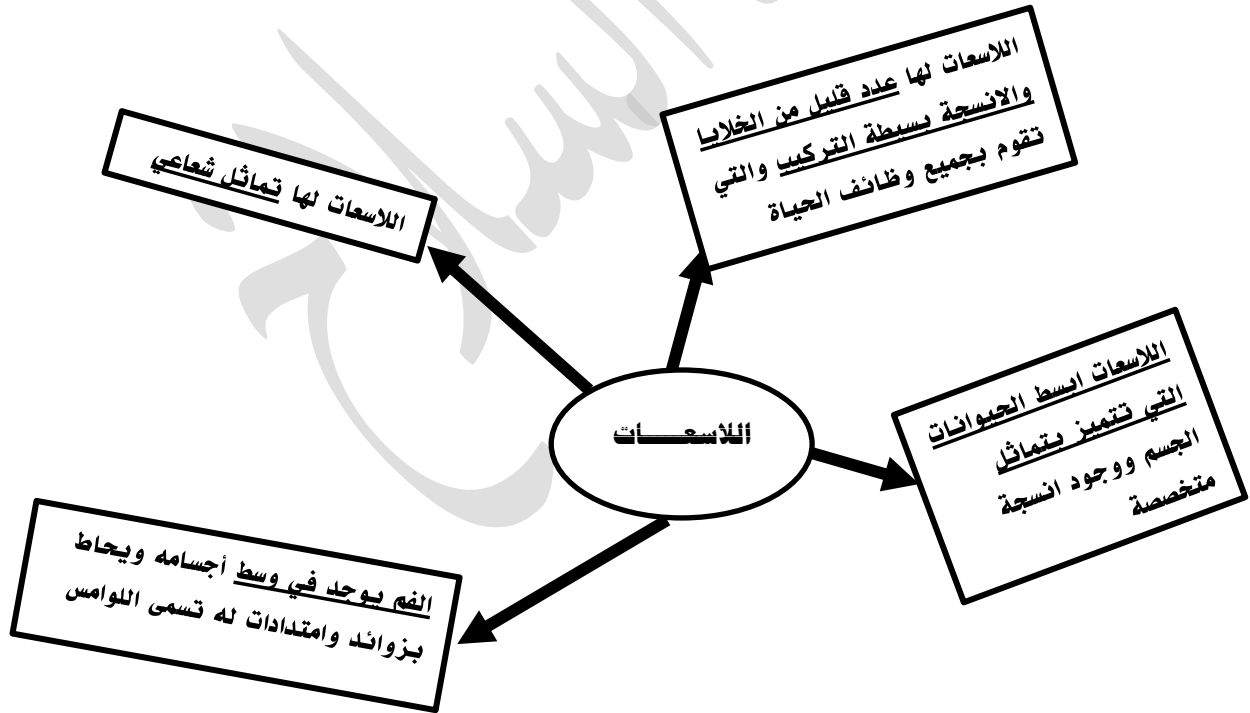 اللاسعات لها عدد قليل من الخلايا
والانسجة بسيطة التركيب والتي
تقوم بجميع وظائف الحياة
اللاسعات لها تماثل شعاعي
اللاسعات ابسط الحيوانات
التي تتميز بتماثل
الجسم ووجود انسجة
متخصصة
اللاسعـــــات
الفم يوجد في وسط أجسامه ويحاط
بزوائد وامتدادات له تسمى اللوامس